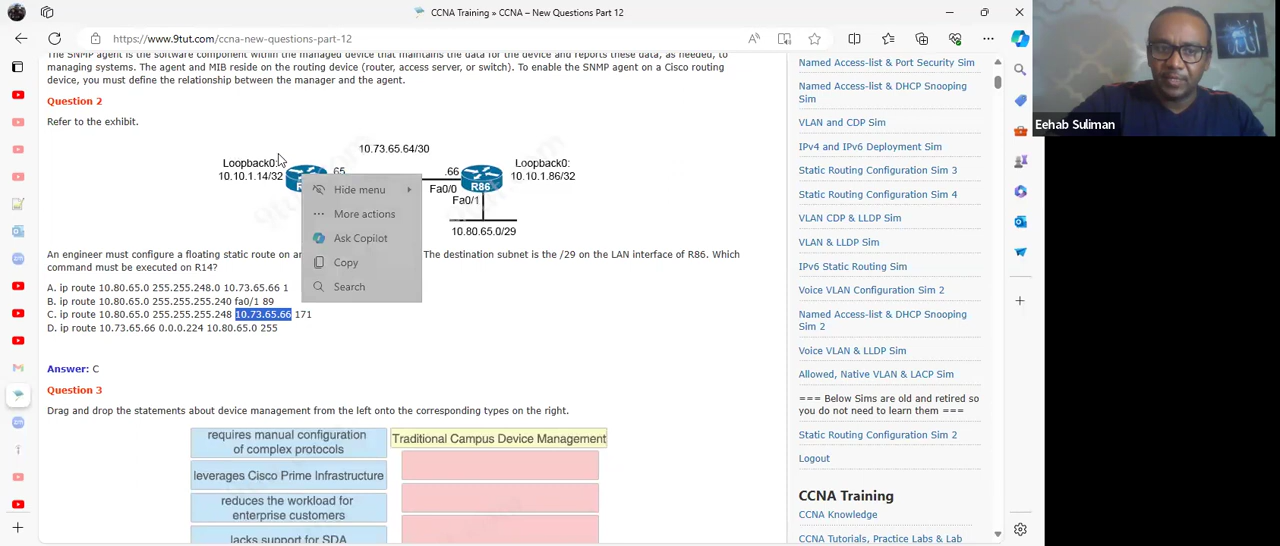 CCNA Training » CCNA – New Questions Part 12
https://www.9tut.com/ccna-new-questions-part-12
The SNMP agent is the software component within the managed device that maintains the data for the device and reports these data, as needed, to
managing systems. The agent and MIB reside on the routing device (router, access server, or switch). To enable the SNMP agent on a Cisco routing
device, you must define the relationship between the manager and the agent.
Question 2
Refer to the exhibit.
10.73.65.64/30
Loopback0:
10.10.1.14/32
65
.66
Loopback0:
10.10.1.86/32
R86
Fa0/0
Fa0/1
10.80.65.0/29
Hide menu
More actions
Ask Copilot
Copy
Search
An engineer must configure a floating static route on an
The destination subnet is the /29 on the LAN interface of R86. Which
command must be executed on R14?
A. ip route 10.80.65.0 255.255.248.0 10.73.65.66 1
B. ip route 10.80.65.0 255.255.255.240 fa0/1 89
C. ip route 10.80.65.0 255.255.255.248 10.73.65.66 171
D. ip route 10.73.65.66 0.0.0.224 10.80.65.0 255
Answer: C
Question 3
Drag and drop the statements about device management from the left onto the corresponding types on the right.
requires manual configuration
of complex protocols
leverages Cisco Prime Infrastructure
reduces the workload for
enterprise customers
lacks support for SDA
Traditional Campus Device Management
Named Access-list & Port Security Sim
Named Access-list & DHCP Snooping
Sim
VLAN and CDP Sim
IPv4 and IPv6 Deployment Sim
Static Routing Configuration Sim 3
Static Routing Configuration Sim 4
VLAN CDP & LLDP Sim
VLAN & LLDP Sim
IPv6 Static Routing Sim
Voice VLAN Configuration Sim 2
Named Access-list & DHCP Snooping
Sim 2
Voice VLAN & LLDP Sim
Allowed, Native VLAN & LACP Sim
=== Below Sims are old and retired so
you do not need to learn them ===
Static Routing Configuration Sim 2
Logout
CCNA Training
CCNA Knowledge
CCNA Tutorials, Practice Labs & Lab
Eehab Suliman